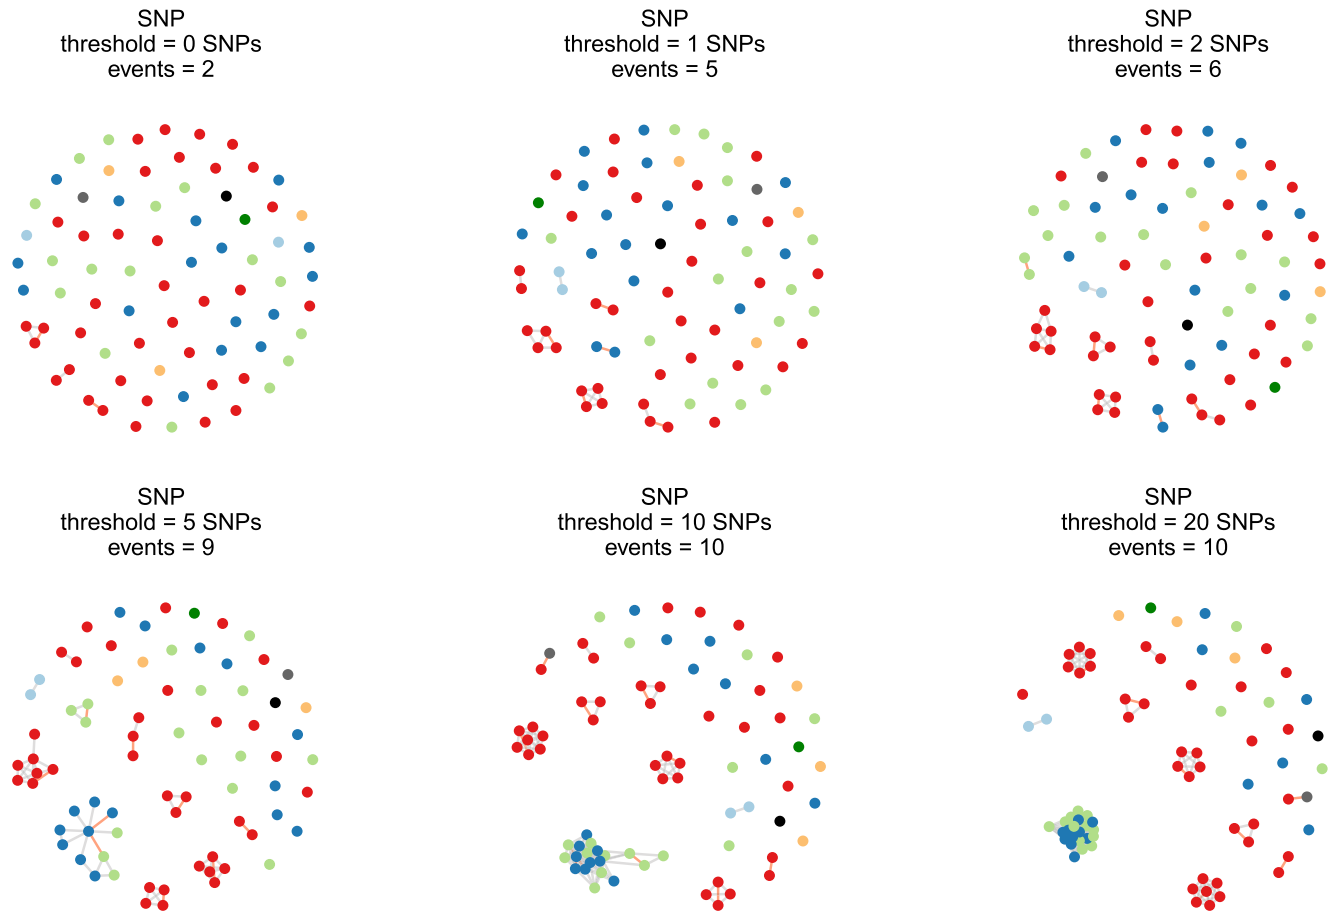 SNP
threshold = 0 SNPs
events = 2
SNP
threshold = 1 SNPs
events = 5
SNP
threshold = 2 SNPs
events = 6
SNP
threshold = 5 SNPs
events = 9
SNP
threshold = 10 SNPs
events = 10
SNP
threshold = 20 SNPs
events = 10